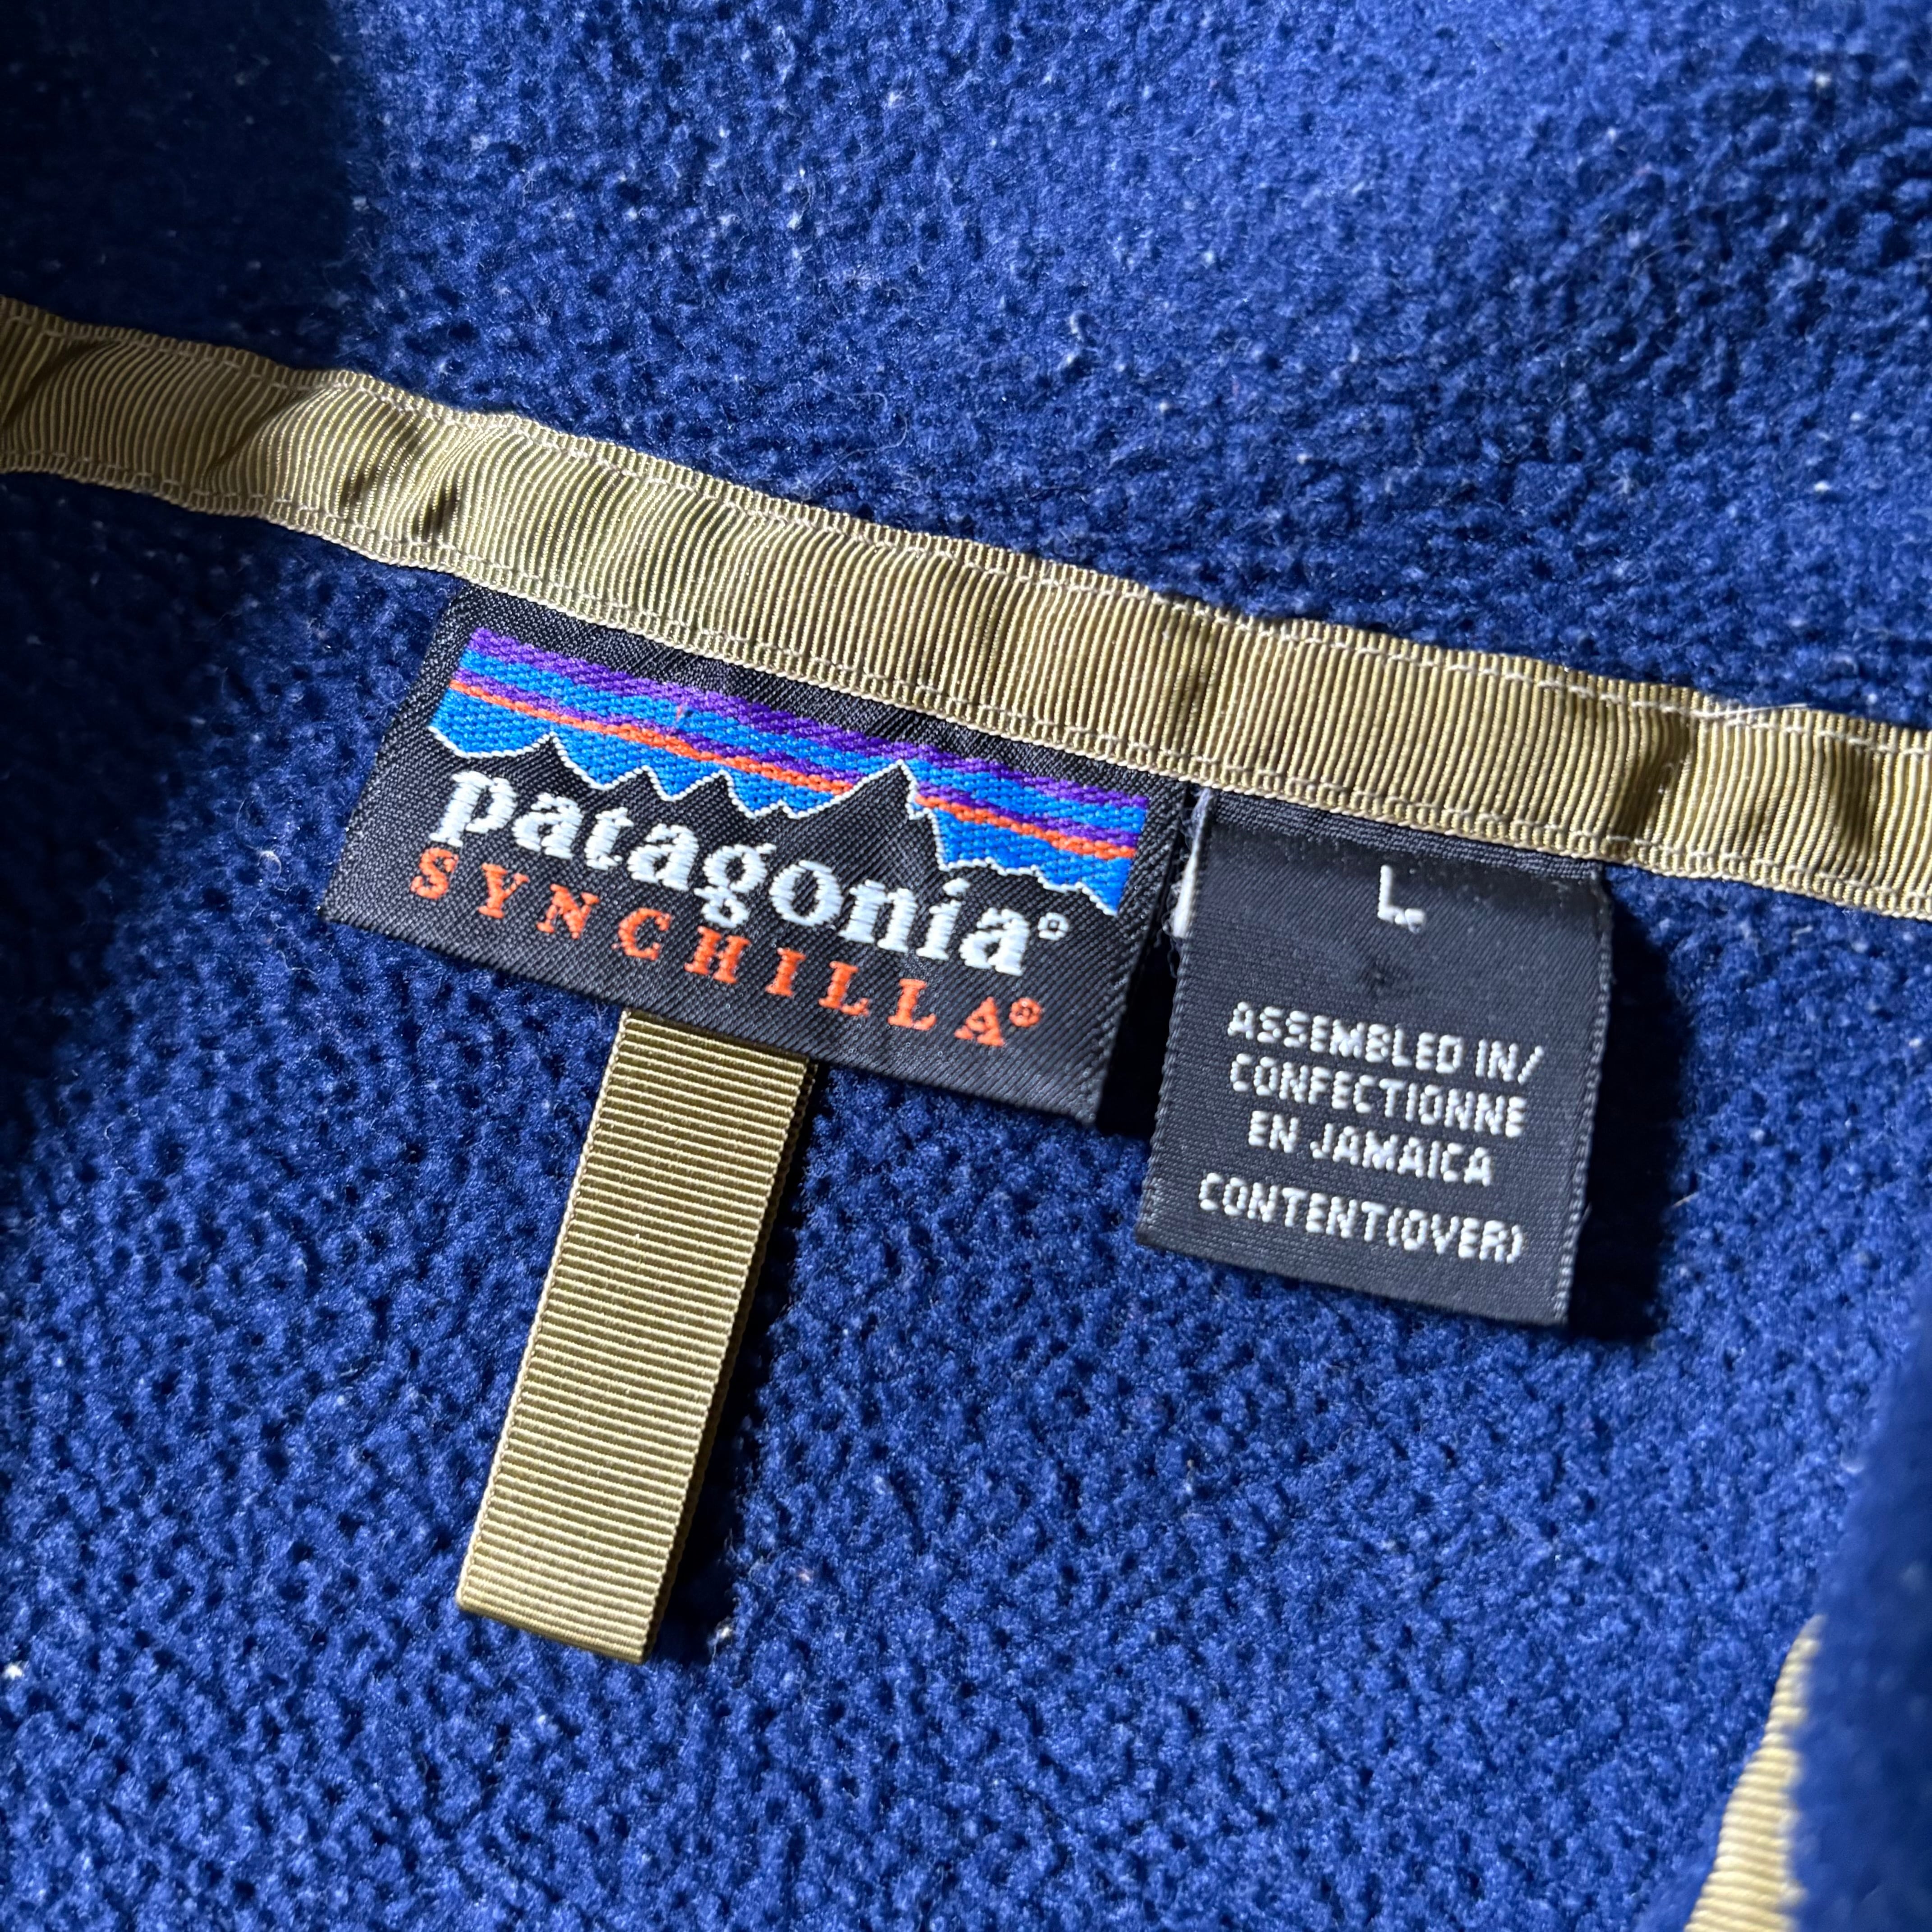 patagonia®
SYNCHILLA®
L
ASSEMBLED IN/
CONFECTIONNE
EN JAMAICA
CONTENT(OVER)